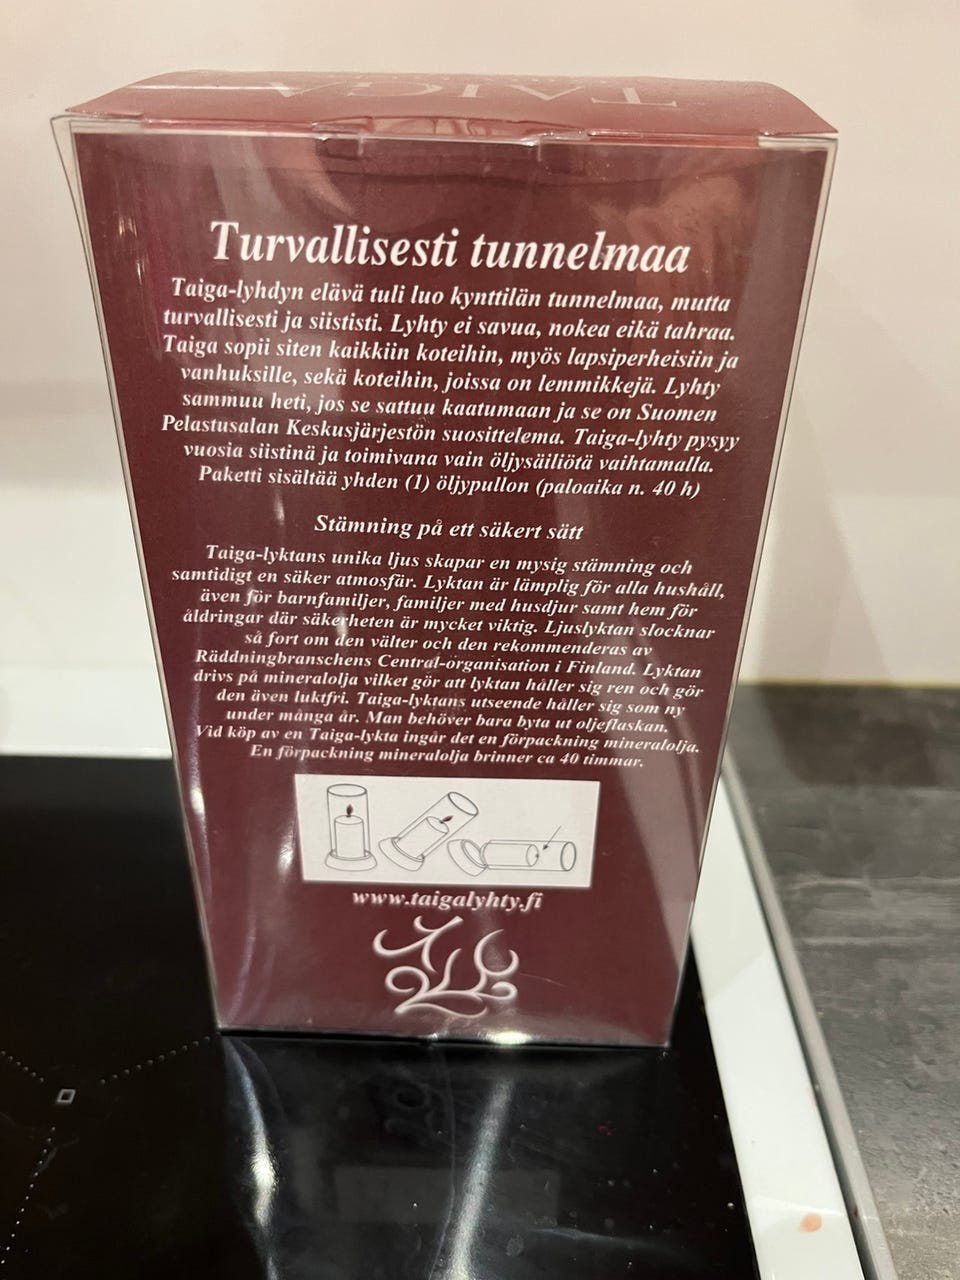 TAIGA
Turvallisesti tunnelmaa
Taiga-lyhdyn elävä tuli luo kynttilän tunnelmaa, mutta
turvallisesti ja siististi. Lyhty ei savua, nokea eikä tahraa.
Taiga sopii siten kaikkiin koteihin, myös lapsiperheisiin ja
vanhuksille, sekä koteihin, joissa on lemmikkejä. Lyhty
sammuu heti, jos se sattuu kaatumaan ja se on Suomen
Pelastusalan Keskusjärjestön suosittelema. Taiga-lyhty pysyy
vuosia siistinä ja toimivana vain öljysäiliötä vaihtamalla.
Paketti sisältää yhden (1) öljypullon (paloaika n. 40 h)
Stämning på ett säkert sätt
Taiga-lyktans unika ljus skapar en mysig stämning och
samtidigt en säker atmosfär. Lyktan är lämplig för alla hushåll,
även för barnfamiljer, familjer med husdjur samt hem för
åldringar där säkerheten är mycket viktig. Ljuslyktan slocknar
så fort om den välter och den rekommenderas av
Räddningbranschens Central-organisation i Finland. Lyktan
drivs på mineralolja vilket gör att lyktan håller sig ren och gör
den även luktfri. Taiga-lyktans utseende håller sig som ny
under många år. Man behöver bara byta ut oljeflaskan.
Vid köp av en Taiga-lykta ingår det en förpackning mineralolja.
En förpackning mineralolja brinner ca 40 timmar.
www.taigalyhty.fi